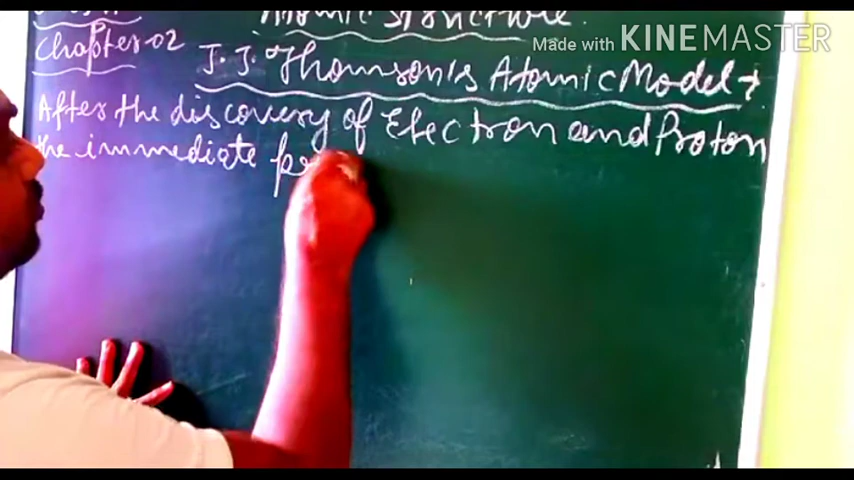 Atomic Structure.
Made with KINEMASTER
Chapter-02
J.J. Thomson's Atomic Model →
After the discovery of Electron and Proton
the immediate